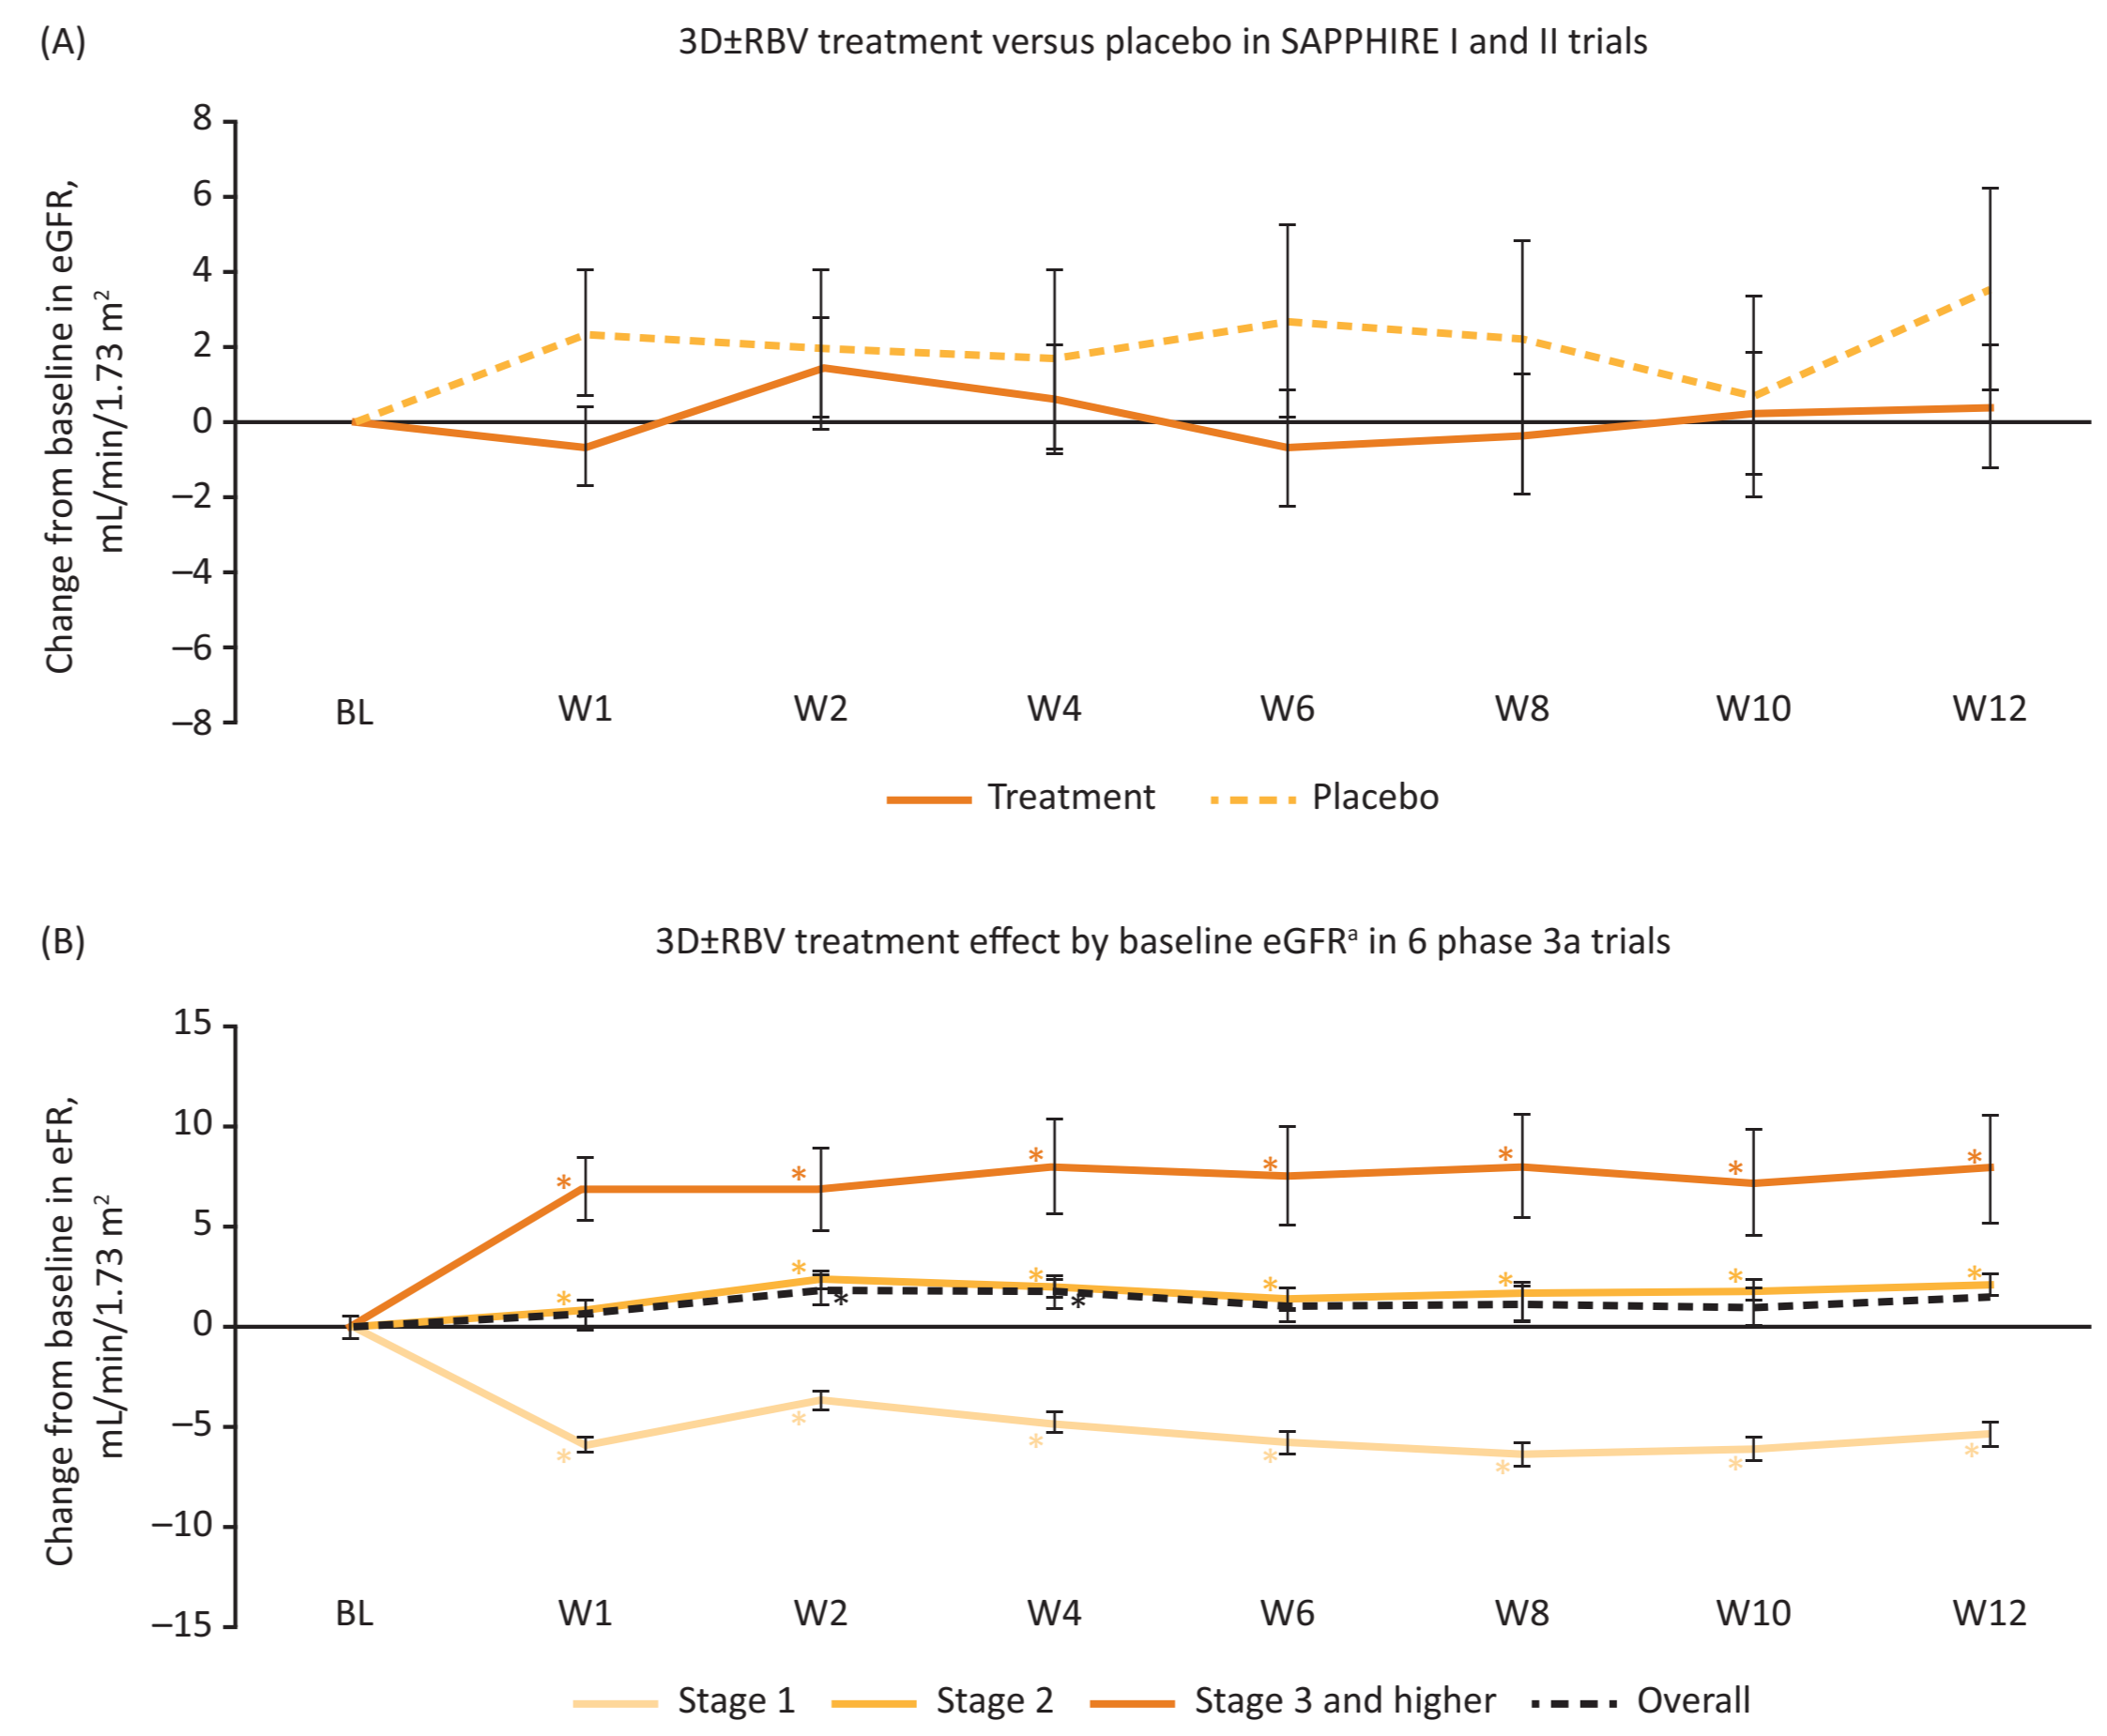 (A)
3D±RBV treatment versus placebo in SAPPHIRE I and II trials
Change from baseline in eGFR,
mL/min/1.73 m²
8
6
4
2
0
–2
–4
–6
–8
BL W1 W2 W4 W6 W8 W10 W12
Treatment Placebo
(B)
3D±RBV treatment effect by baseline eGFRᵃ in 6 phase 3a trials
Change from baseline in eFR,
mL/min/1.73 m²
15
10
5
0
–5
–10
–15
* * * * * * *
* * * * * * *
* *
* * * * * * *
BL W1 W2 W4 W6 W8 W10 W12
Stage 1 Stage 2 Stage 3 and higher Overall